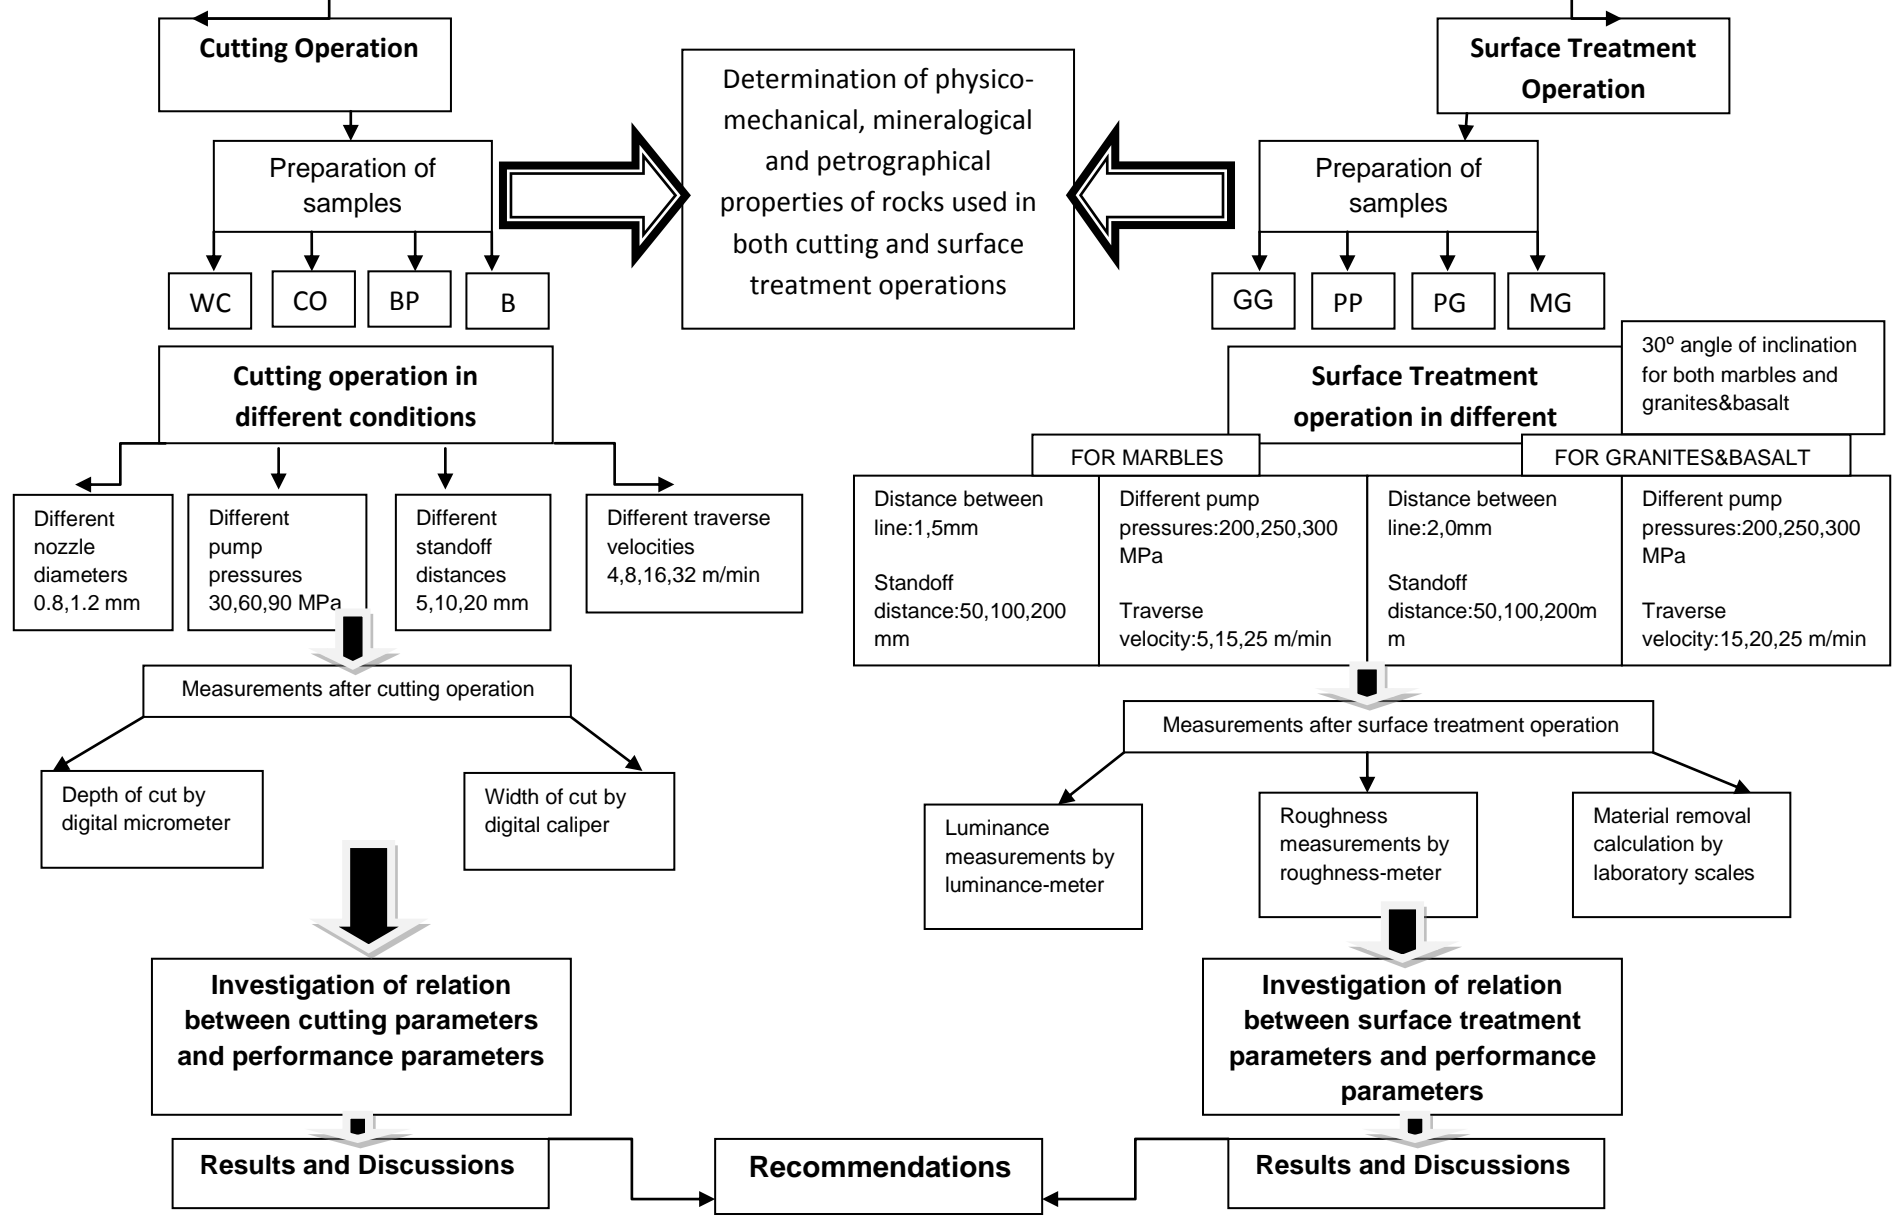 Cutting Operation
Determination of physico-
mechanical, mineralogical
and petrographical
properties of rocks used in
both cutting and surface
treatment operations
Surface Treatment
Operation
Preparation of
samples
WC
CO
BP
B
Preparation of
samples
GG
PP
PG
MG
Cutting operation in
different conditions
Different
nozzle
diameters
0.8,1.2 mm
Different
pump
pressures
30,60,90 MPa
Different
standoff
distances
5,10,20 mm
Different traverse
velocities
4,8,16,32 m/min
Measurements after cutting operation
Depth of cut by
digital micrometer
Width of cut by
digital caliper
Investigation of relation
between cutting parameters
and performance parameters
Results and Discussions
Surface Treatment
operation in different
30º angle of inclination
for both marbles and
granites&basalt
FOR MARBLES
FOR GRANITES&BASALT
Distance between
line:1,5mm
Standoff
distance:50,100,200
mm
Different pump
pressures:200,250,300
MPa
Traverse
velocity:5,15,25 m/min
Distance between
line:2,0mm
Standoff
distance:50,100,200m
m
Different pump
pressures:200,250,300
MPa
Traverse
velocity:15,20,25 m/min
Measurements after surface treatment operation
Luminance
measurements by
luminance-meter
Roughness
measurements by
roughness-meter
Material removal
calculation by
laboratory scales
Investigation of relation
between surface treatment
parameters and performance
parameters
Results and Discussions
Recommendations